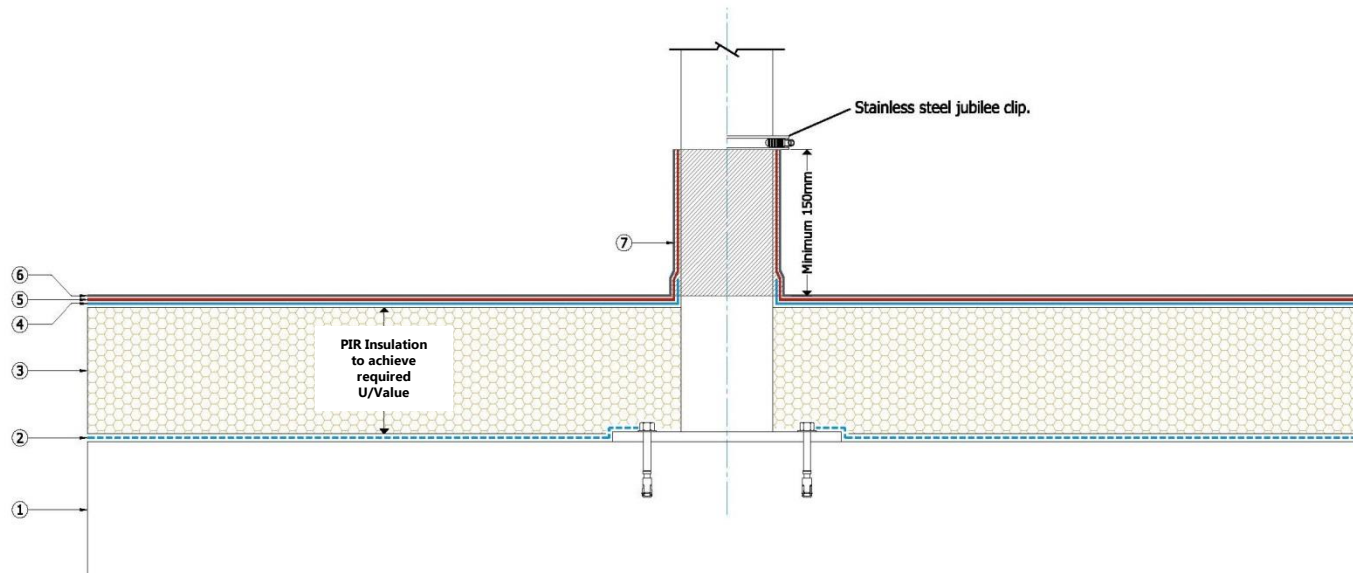 Stainless steel jubilee clip.
Minimum 150mm
7
6
5
4
PIR Insulation
to achieve
required
U/Value
3
2
1